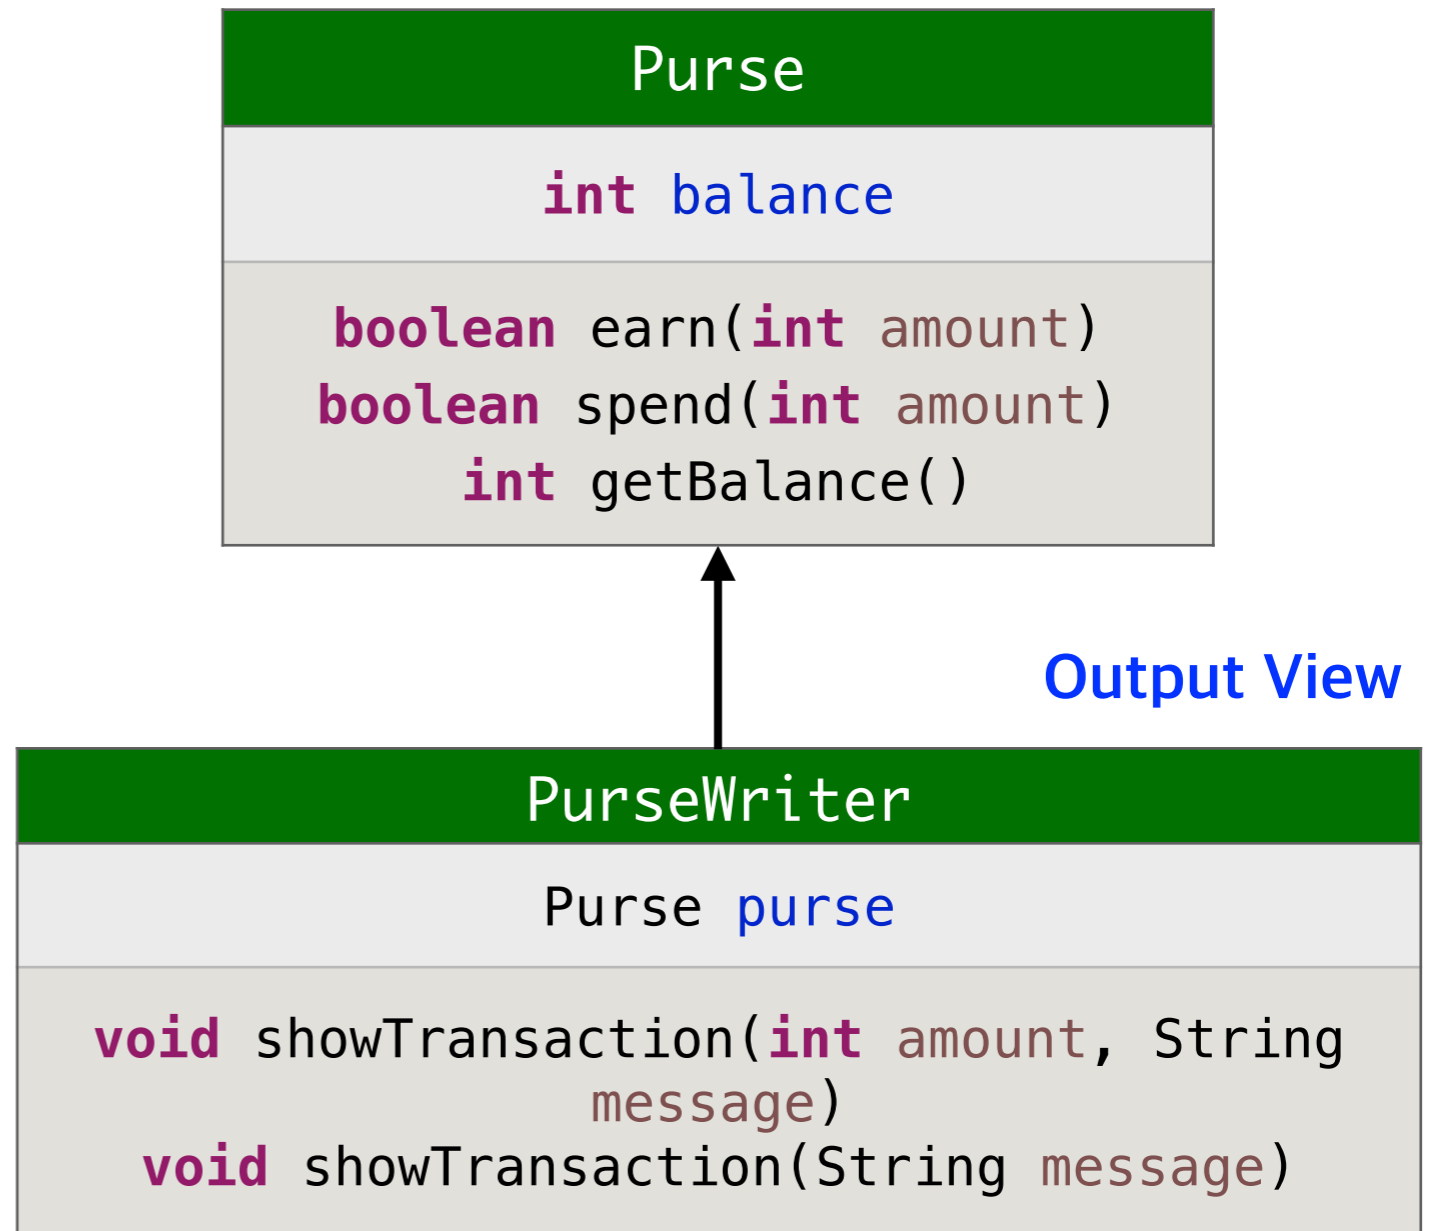 Purse
int balance
boolean earn(int amount)
boolean spend(int amount)
int getBalance()
Output View
PurseWriter
Purse purse
void showTransaction(int amount, String
message)
void showTransaction(String message)